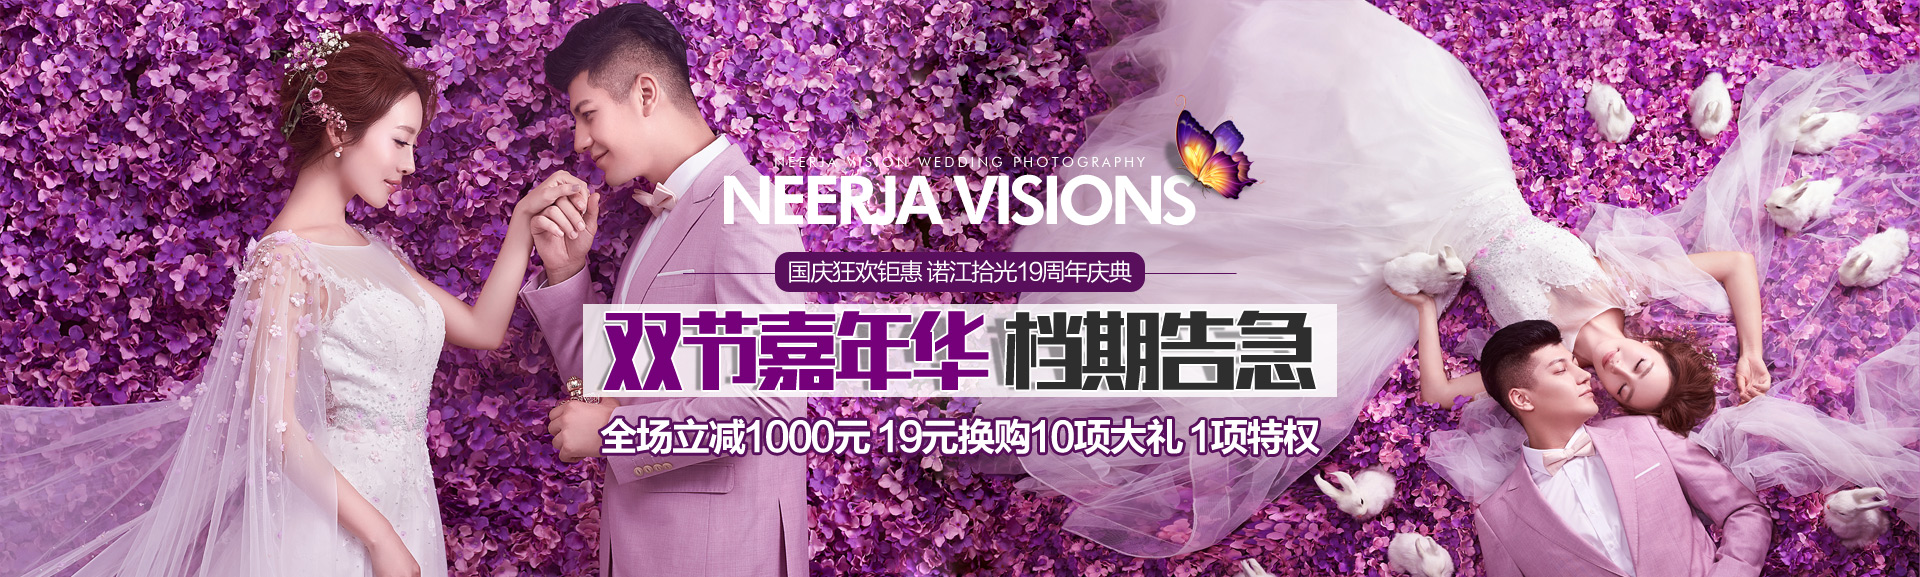 NEERJA VISION WEDDING PHOTOGRAPHY
NEERJA VISIONS
国庆狂欢钜惠 诺江拾光19周年庆典
双节嘉年华 档期告急
全场立减1000元 19元换购10项大礼 1项特权